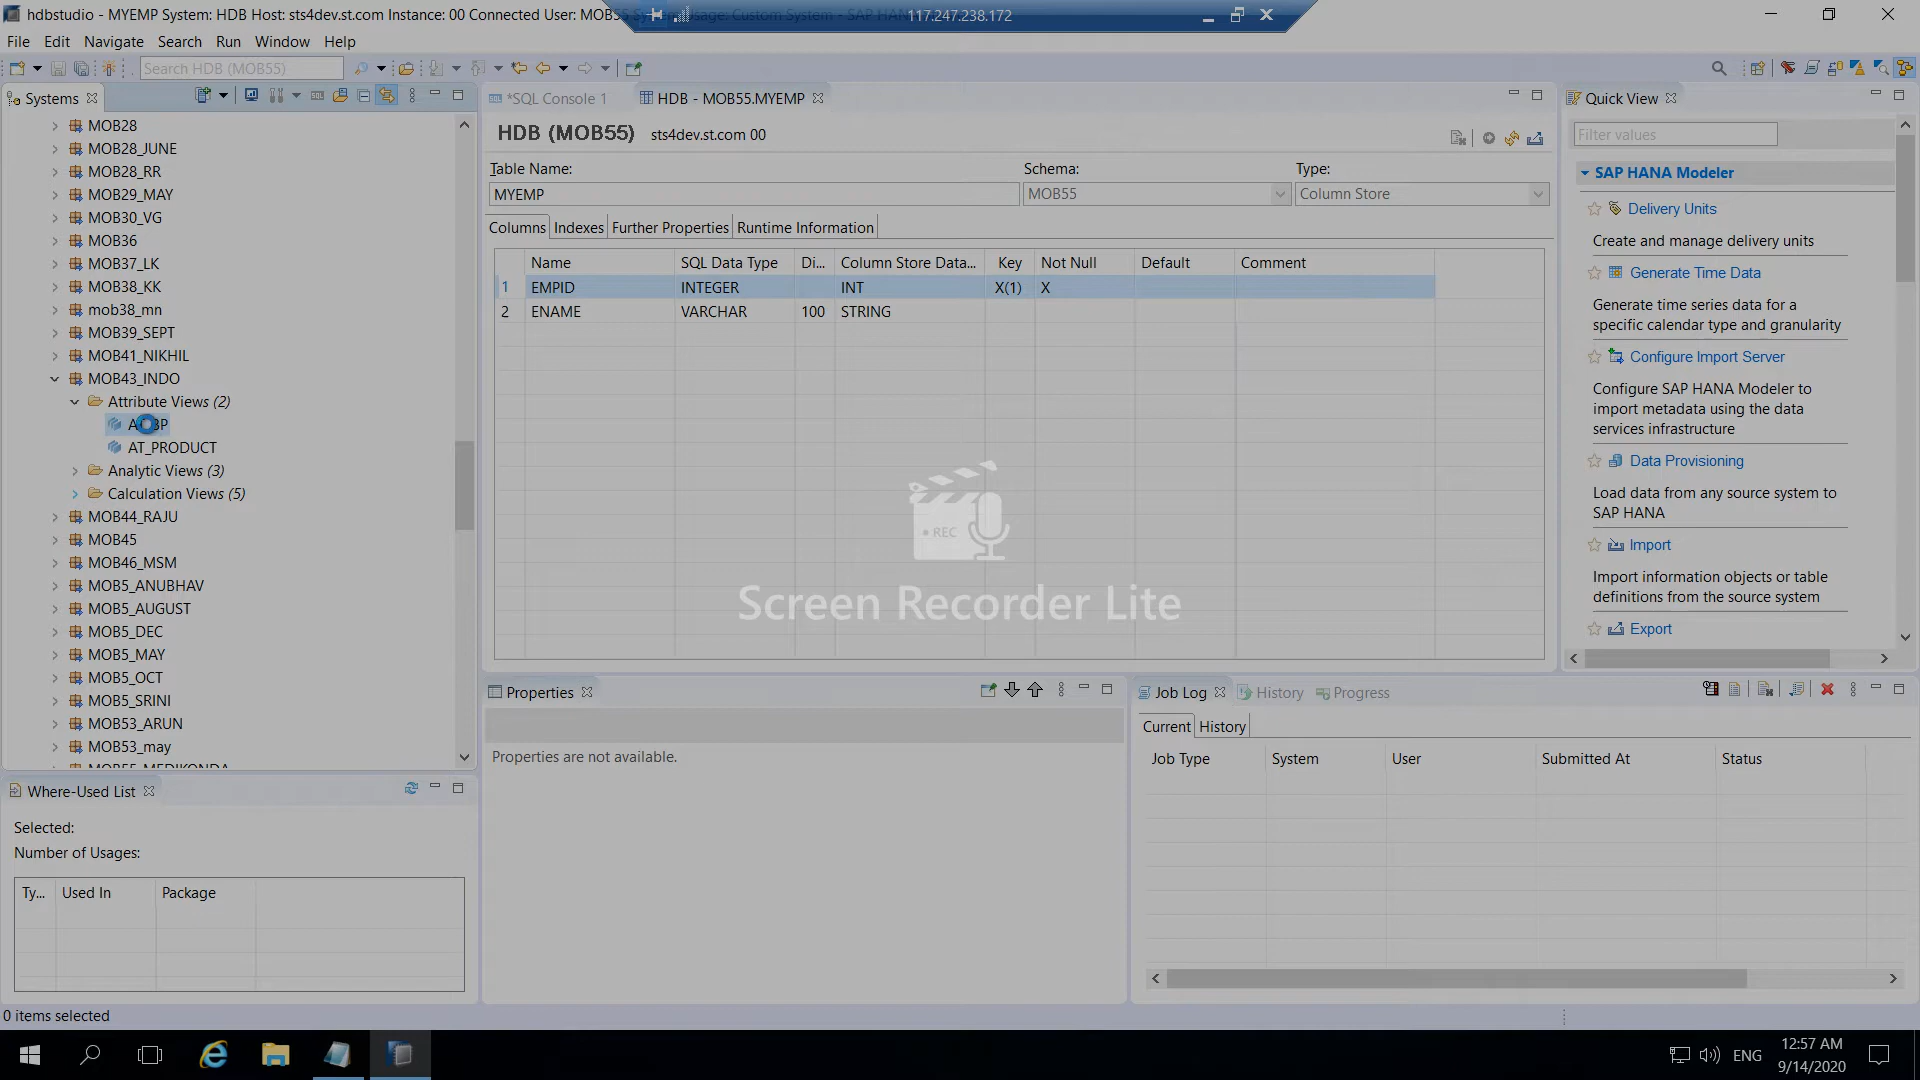 hdbstudio - MYEMP System: HDB Host: sts4dev.st.com Instance: 00 Connected User: MOB55 System Usage: Custom System - SAP HANA
117.247.238.172
File Edit Navigate Search Run Window Help
Search HDB (MOB55)
Systems
MOB28
MOB28_JUNE
MOB28_RR
MOB29_MAY
MOB30_VG
MOB36
MOB37_LK
MOB38_KK
mob38_mn
MOB39_SEPT
MOB41_NIKHIL
MOB43_INDO
Attribute Views (2)
AT_PRODUCT
Analytic Views (3)
Calculation Views (5)
MOB44_RAJU
MOB45
MOB46_MSM
MOB5_ANUBHAV
MOB5_AUGUST
MOB5_DEC
MOB5_MAY
MOB5_OCT
MOB5_SRINI
MOB53_ARUN
MOB53_may
MOB55_MEDIKONDA
*SQL Console 1 HDB - MOB55.MYEMP
HDB (MOB55) sts4dev.st.com 00
Table Name: Schema: Type:
MYEMP MOB55 Column Store
Columns Indexes Further Properties Runtime Information
Name SQL Data Type Di... Column Store Data... Key Not Null Default Comment
1 EMPID INTEGER INT X(1) X
2 ENAME VARCHAR 100 STRING
REC
Screen Recorder Lite
Quick View
Filter values
SAP HANA Modeler
Delivery Units
Create and manage delivery units
Generate Time Data
Generate time series data for a
specific calendar type and granularity
Configure Import Server
Configure SAP HANA Modeler to
import metadata using the data
services infrastructure
Data Provisioning
Load data from any source system to
SAP HANA
Import
Import information objects or table
definitions from the source system
Export
Properties
Properties are not available.
Job Log History Progress
Current History
Job Type System User Submitted At Status
Where-Used List
Selected:
Number of Usages:
Ty... Used In Package
0 items selected
ENG
12:57 AM
9/14/2020